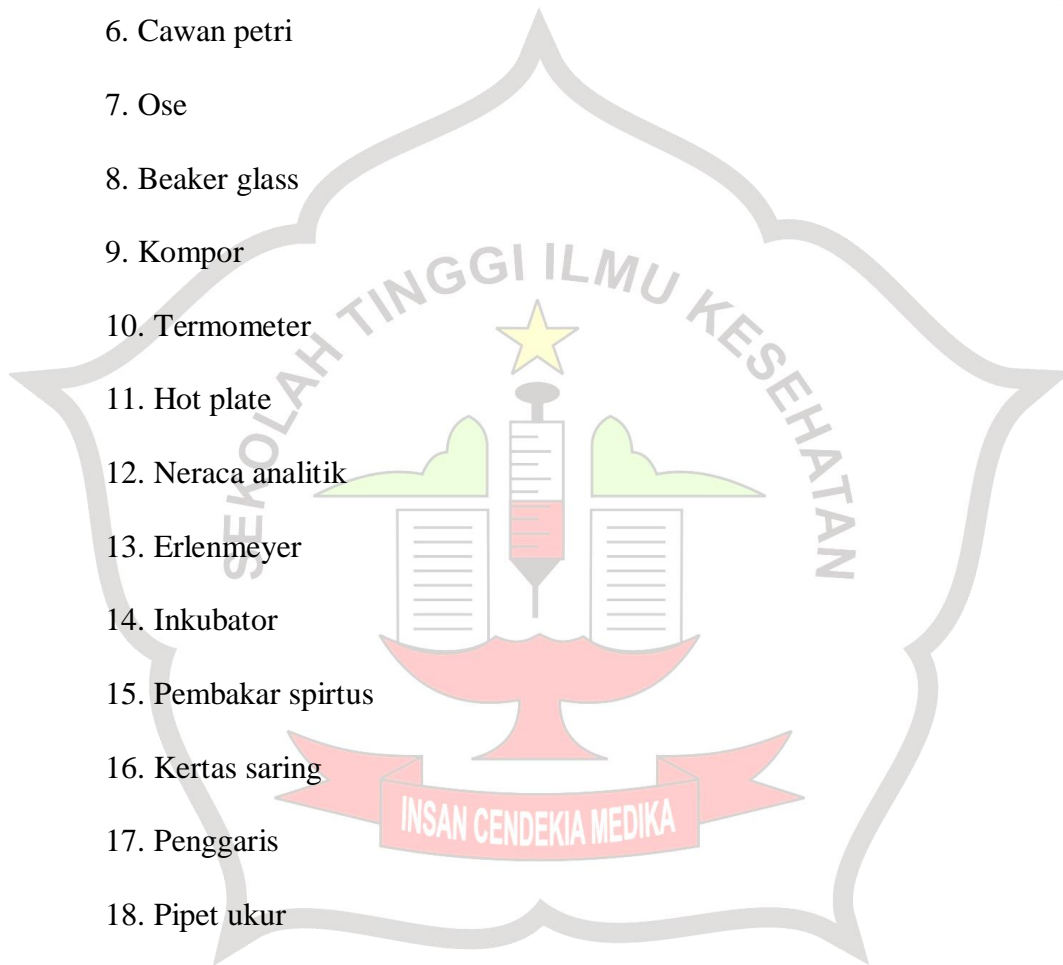 6. Cawan petri
7. Ose
8. Beaker glass
9. Kompor
10. Termometer
11. Hot plate
12. Neraca analitik
13. Erlenmeyer
14. Inkubator
15. Pembakar spirtus
16. Kertas saring
17. Penggaris
18. Pipet ukur
SEKOLAH TINGGI ILMU KESEHATAN
INSAN CENDEKIA MEDIKA